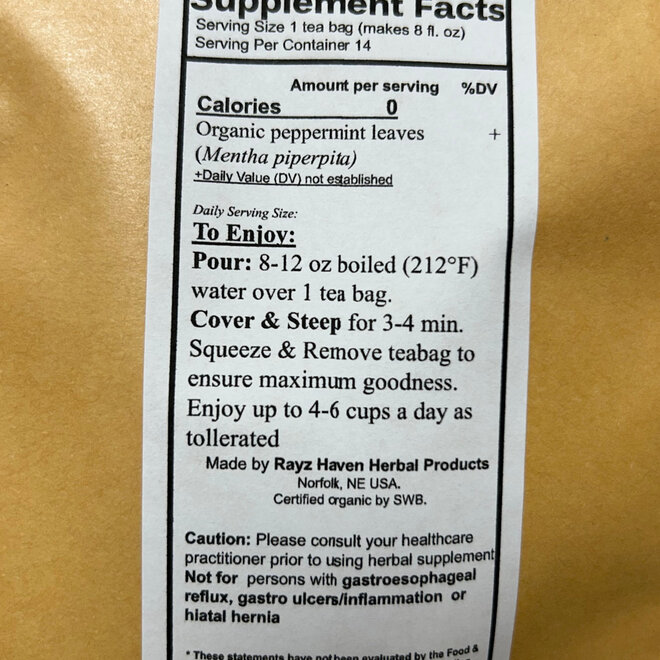 Supplement Facts
Serving Size 1 tea bag (makes 8 fl. oz)
Serving Per Container 14
Amount per serving %DV
Calories 0
Organic peppermint leaves +
(Mentha piperpita)
+Daily Value (DV) not established
Daily Serving Size:
To Enjoy:
Pour: 8-12 oz boiled (212°F)
water over 1 tea bag.
Cover & Steep for 3-4 min.
Squeeze & Remove teabag to
ensure maximum goodness.
Enjoy up to 4-6 cups a day as
tollerated
Made by Rayz Haven Herbal Products
Norfolk, NE USA.
Certified organic by SWB.
Caution: Please consult your healthcare
practitioner prior to using herbal supplement
Not for persons with gastroesophageal
reflux, gastro ulcers/inflammation or
hiatal hernia
* These statements have not been evaluated by the Food &